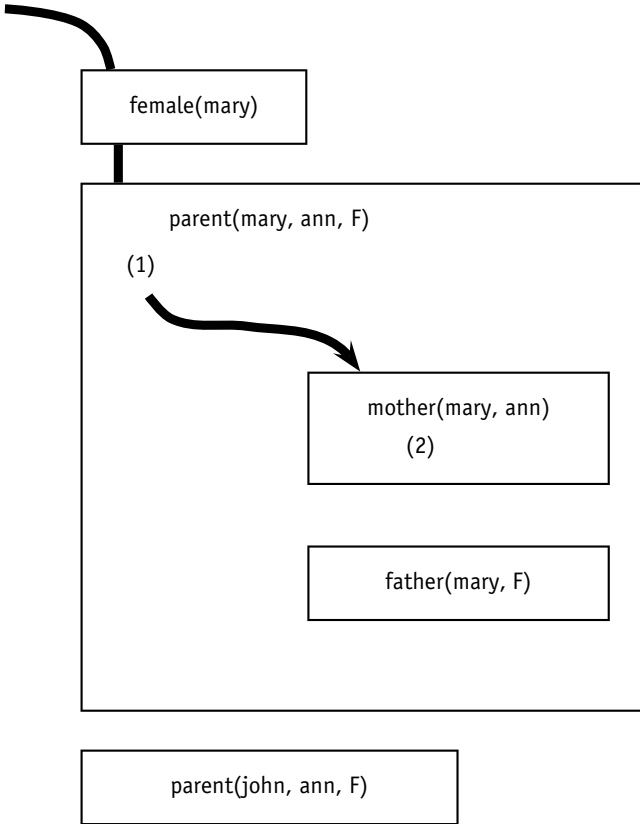 female(mary)
parent(mary, ann, F)
(1)
mother(mary, ann)
(2)
father(mary, F)
parent(john, ann, F)